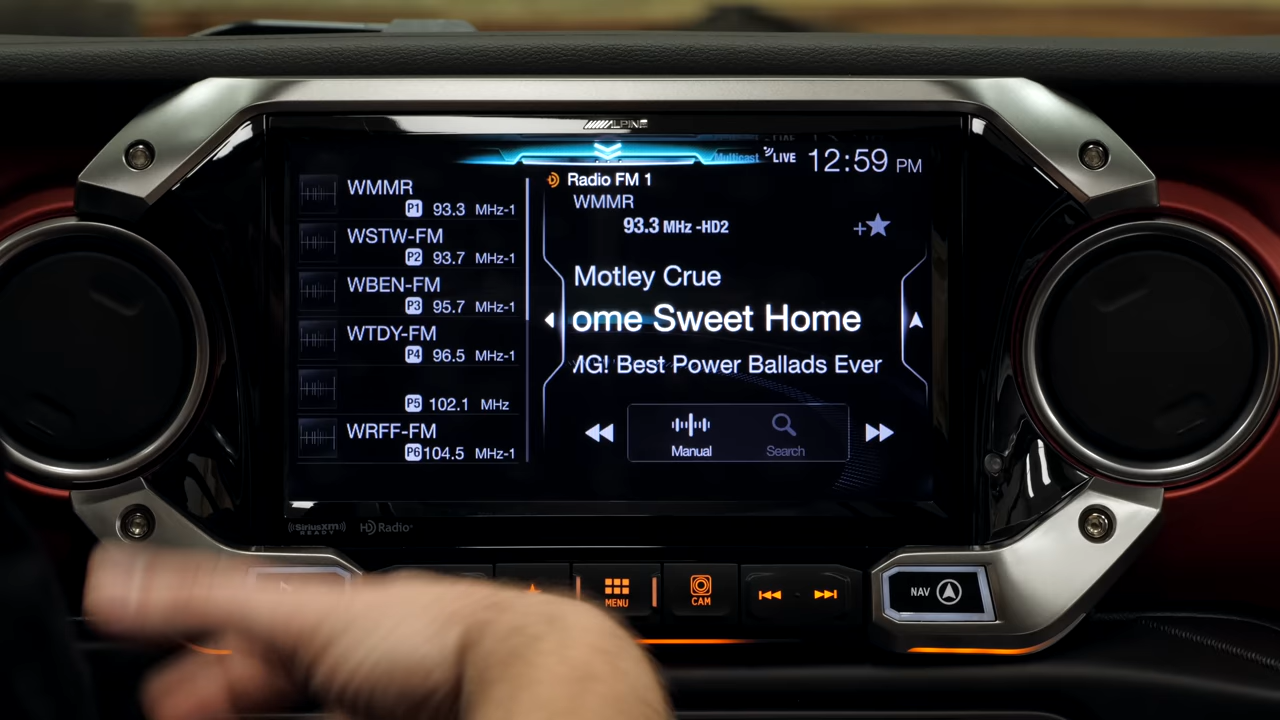 ALPINE
Multicast
LIVE
12:59 PM
WMMR
P1 93.3 MHz-1
WSTW-FM
P2 93.7 MHz-1
WBEN-FM
P3 95.7 MHz-1
WTDY-FM
P4 96.5 MHz-1
P5 102.1 MHz
WRFF-FM
P6 104.5 MHz-1
Radio FM 1
WMMR
93.3 MHz -HD2
Motley Crue
ome Sweet Home
MG! Best Power Ballads Ever
Manual
Search
SiriusXM READY
HD Radio
MENU
CAM
NAV